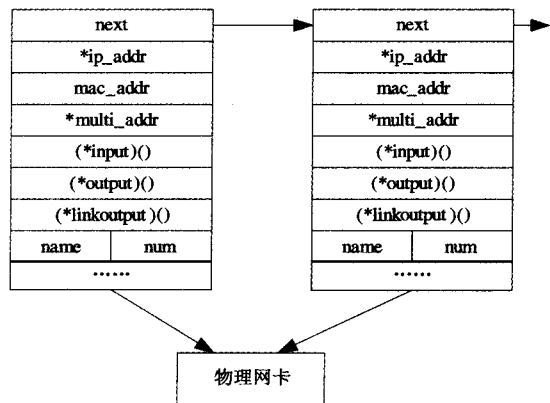 next
*ip_addr
mac_addr
*multi_addr
(*input)()
(*output)()
(*linkoutput)()
name num
······
next
*ip_addr
mac_addr
*multi_addr
(*input)()
(*output)()
(*linkoutput)()
name num
······
物理网卡